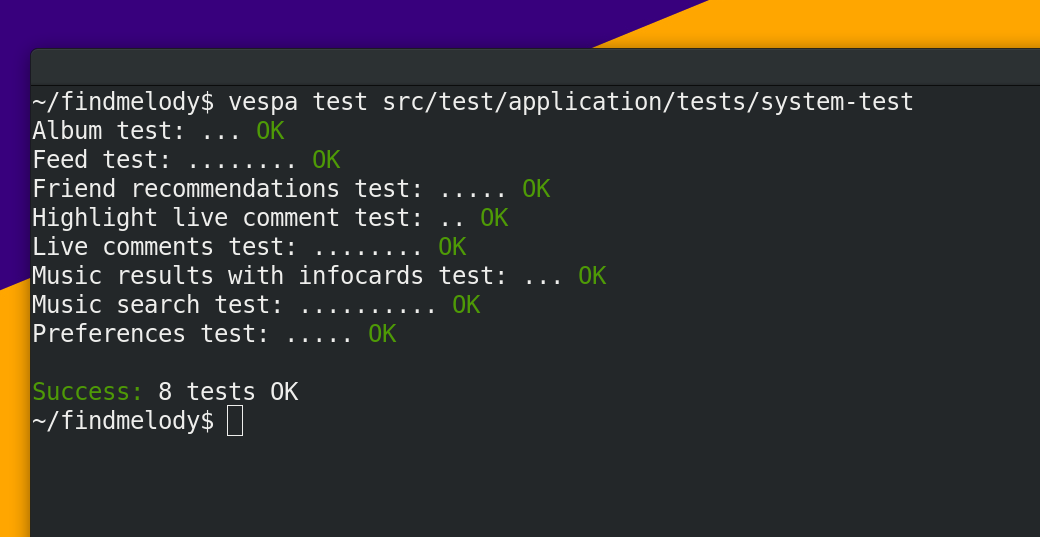 ~/findmelody$ vespa test src/test/application/tests/system-test
Album test: ... OK
Feed test: ........ OK
Friend recommendations test: ..... OK
Highlight live comment test: .. OK
Live comments test: ........ OK
Music results with infocards test: ... OK
Music search test: .......... OK
Preferences test: ..... OK
Success: 8 tests OK
~/findmelody$